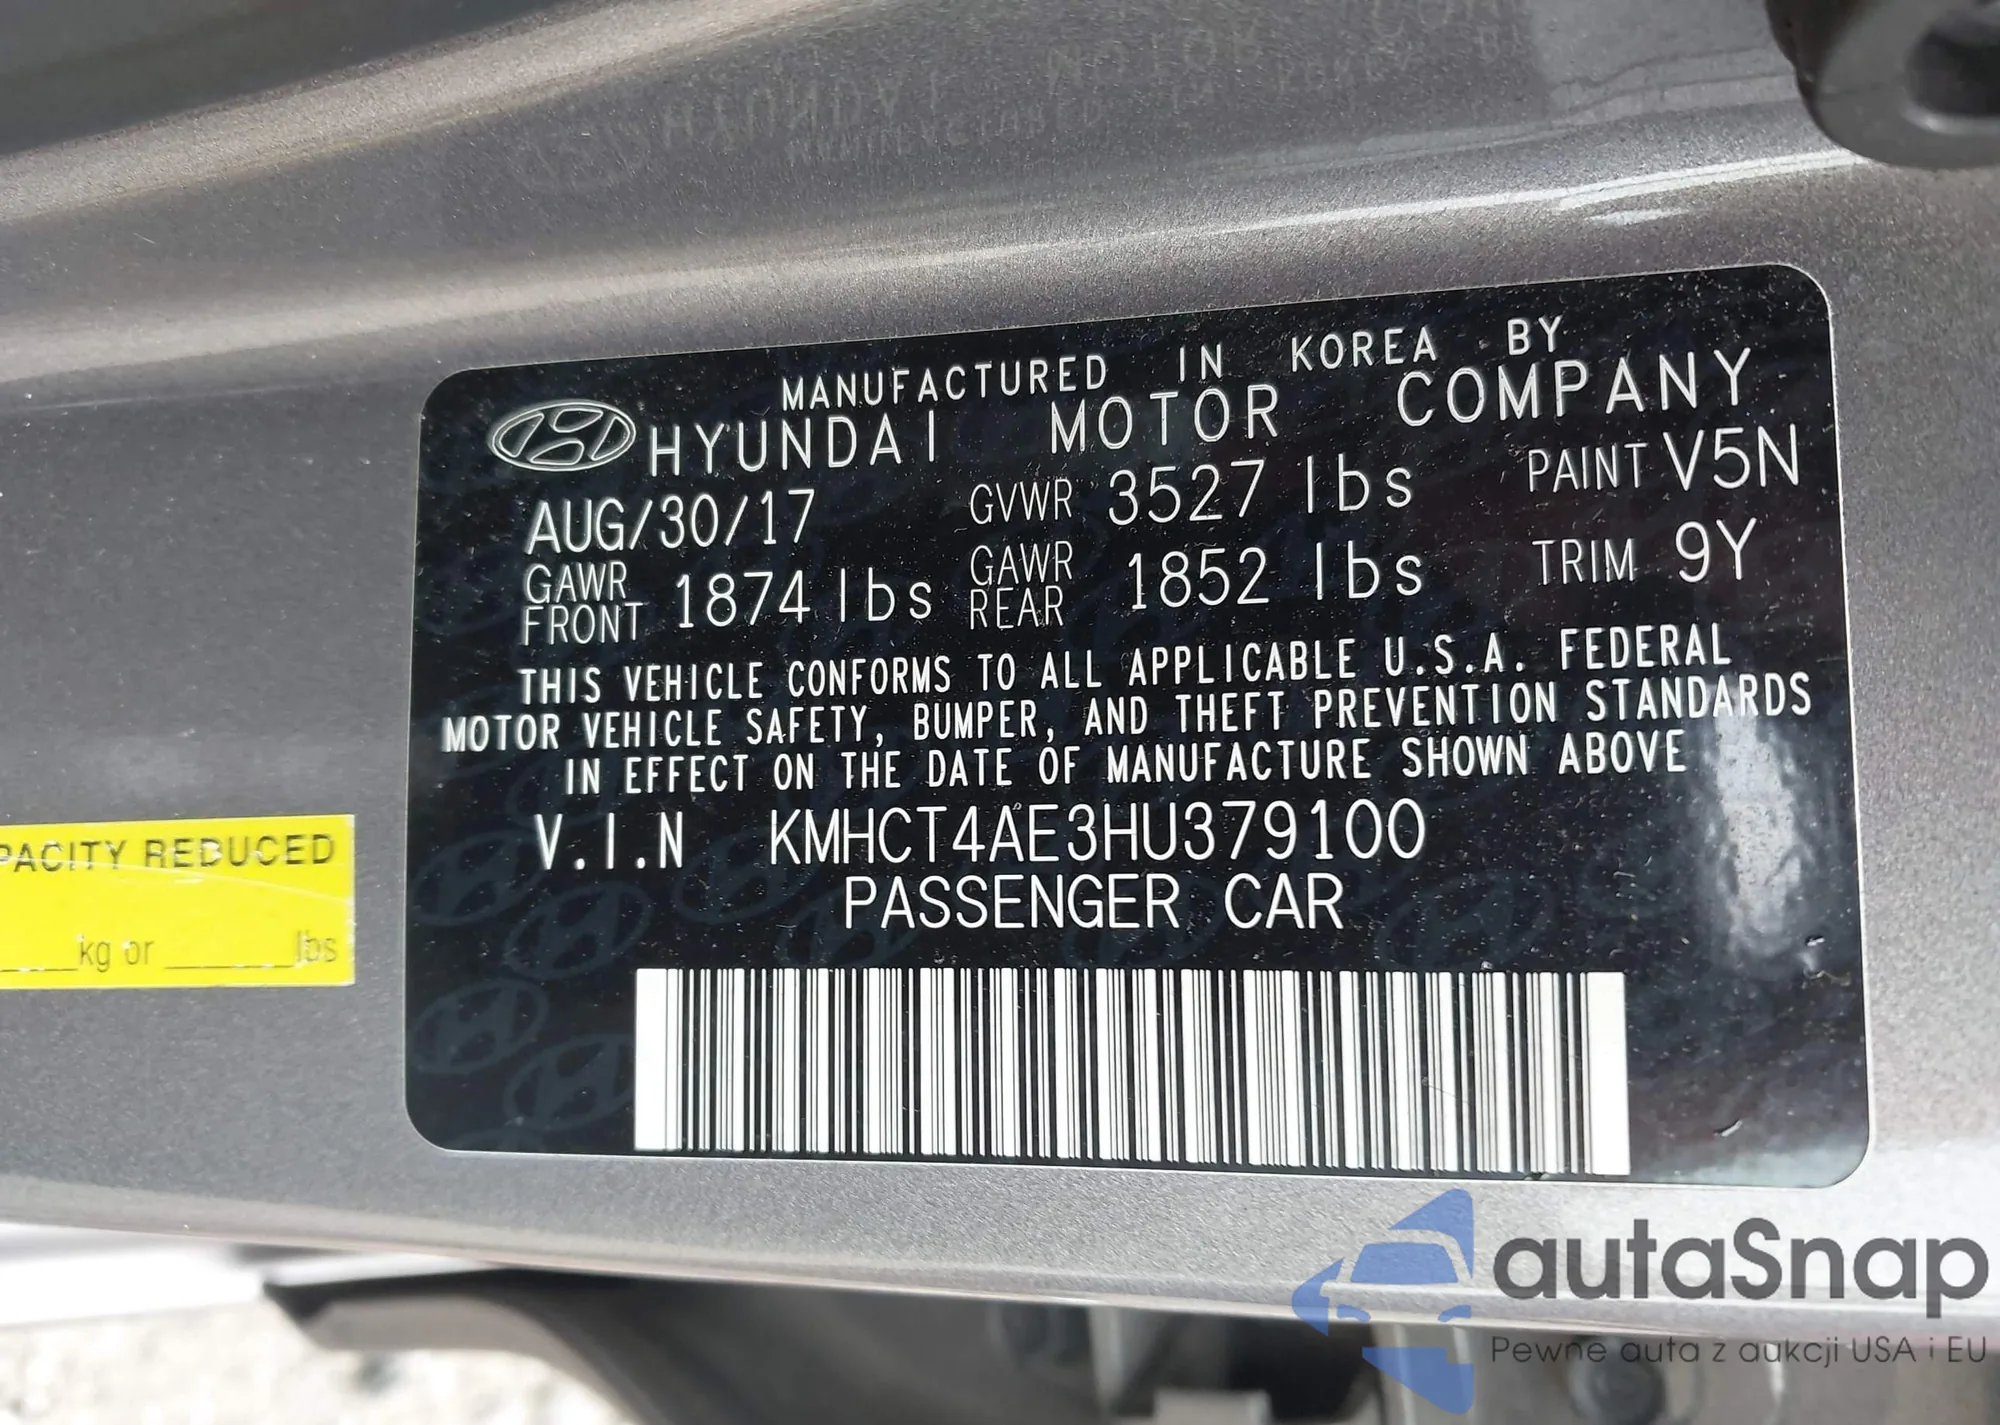 MANUFACTURED IN KOREA BY
HYUNDAI MOTOR COMPANY
AUG/30/17 GVWR 3527 lbs PAINT V5N
GAWR FRONT 1874 lbs GAWR REAR 1852 lbs TRIM 9Y
THIS VEHICLE CONFORMS TO ALL APPLICABLE U.S.A. FEDERAL
MOTOR VEHICLE SAFETY, BUMPER, AND THEFT PREVENTION STANDARDS
IN EFFECT ON THE DATE OF MANUFACTURE SHOWN ABOVE
V.I.N KMHCT4AE3HU379100
PASSENGER CAR
PACITY REDUCED
____kg or ______lbs
autaSnap
Pewne auta z aukcji USA i EU